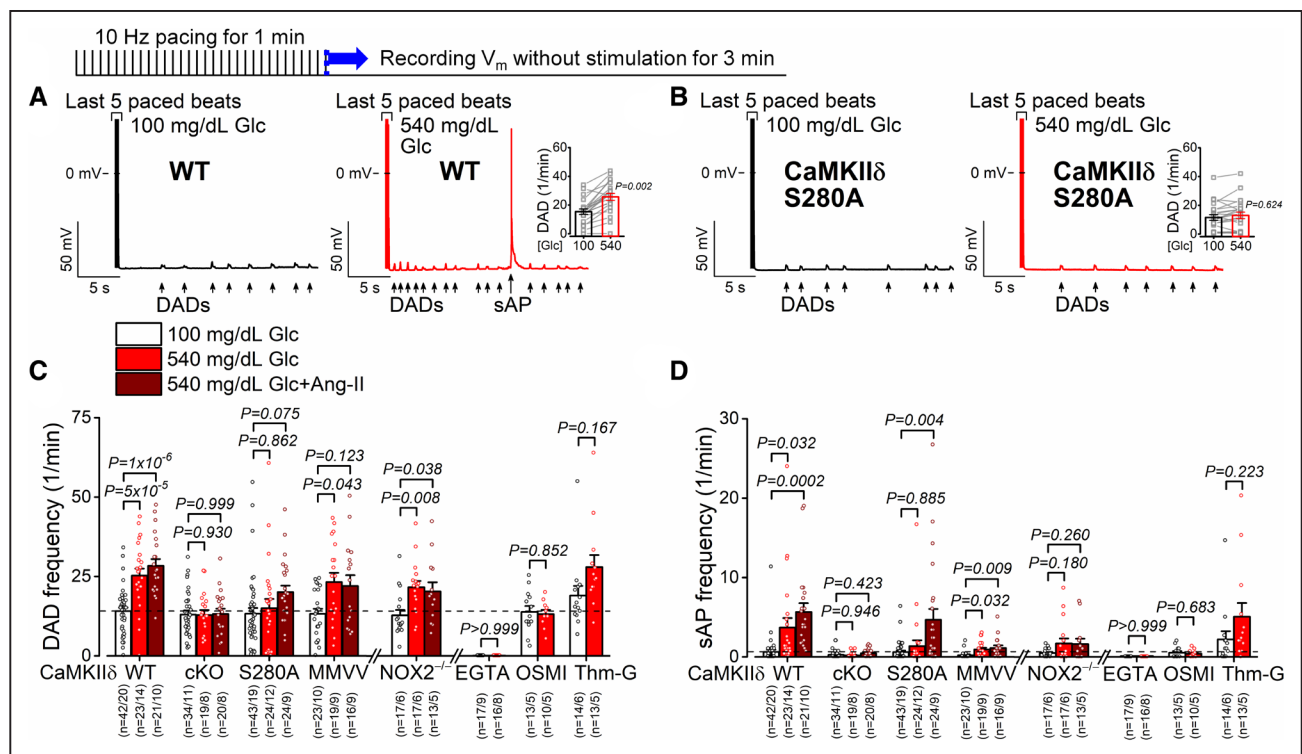 10 Hz pacing for 1 min
Recording Vm without stimulation for 3 min
A
Last 5 paced beats
100 mg/dL Glc
WT
0 mV
50 mV
5 s
DADs
Last 5 paced beats
540 mg/dL
Glc
WT
0 mV
50 mV
5 s
DADs
sAP
DAD (1/min)
60
40
20
0
P=0.002
[Glc]
100
540
B
Last 5 paced beats
100 mg/dL Glc
CaMKIIδ
S280A
0 mV
50 mV
5 s
DADs
Last 5 paced beats
540 mg/dL Glc
CaMKIIδ
S280A
0 mV
50 mV
5 s
DADs
DAD (1/min)
60
40
20
0
P=0.624
[Glc]
100
540
100 mg/dL Glc
540 mg/dL Glc
540 mg/dL Glc+Ang-II
C
DAD frequency (1/min)
75
50
25
0
P=1x10⁻⁶
P=5x10⁻⁵
P=0.999
P=0.930
P=0.075
P=0.862
P=0.123
P=0.043
P=0.038
P=0.008
P>0.999
P=0.852
P=0.167
CaMKIIδ WT cKO S280A MMVV NOX2⁻/⁻ EGTA OSMI Thm-G
(n=42/20)
(n=23/14)
(n=21/10)
(n=34/11)
(n=19/8)
(n=20/8)
(n=43/19)
(n=24/12)
(n=24/9)
(n=23/10)
(n=19/9)
(n=16/9)
(n=17/6)
(n=17/6)
(n=13/5)
(n=17/9)
(n=16/8)
(n=13/5)
(n=10/5)
(n=14/6)
(n=13/5)
D
sAP frequency (1/min)
30
20
10
0
P=0.032
P=0.0002
P=0.423
P=0.946
P=0.004
P=0.885
P=0.009
P=0.032
P=0.260
P=0.180
P>0.999
P=0.683
P=0.223
CaMKIIδ WT cKO S280A MMVV NOX2⁻/⁻ EGTA OSMI Thm-G
(n=42/20)
(n=23/14)
(n=21/10)
(n=34/11)
(n=19/8)
(n=20/8)
(n=43/19)
(n=24/12)
(n=24/9)
(n=23/10)
(n=19/9)
(n=16/9)
(n=17/6)
(n=17/6)
(n=13/5)
(n=17/9)
(n=16/8)
(n=13/5)
(n=10/5)
(n=14/6)
(n=13/5)